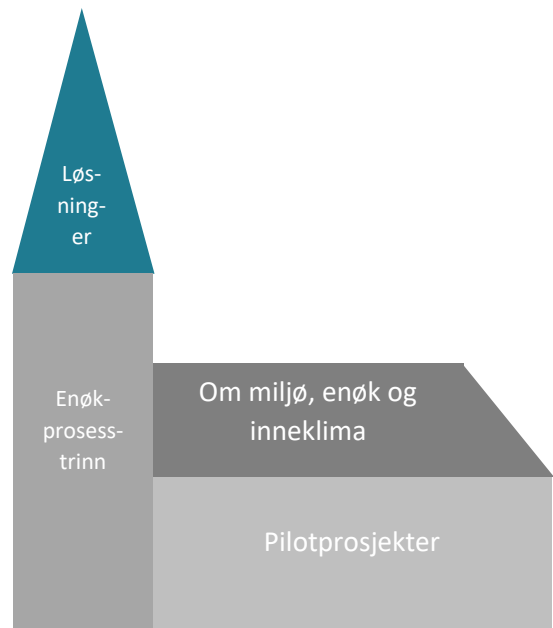 Løs-
ning-
er
Enøk-
prosess-
trinn
Om miljø, enøk og
inneklima
Pilotprosjekter